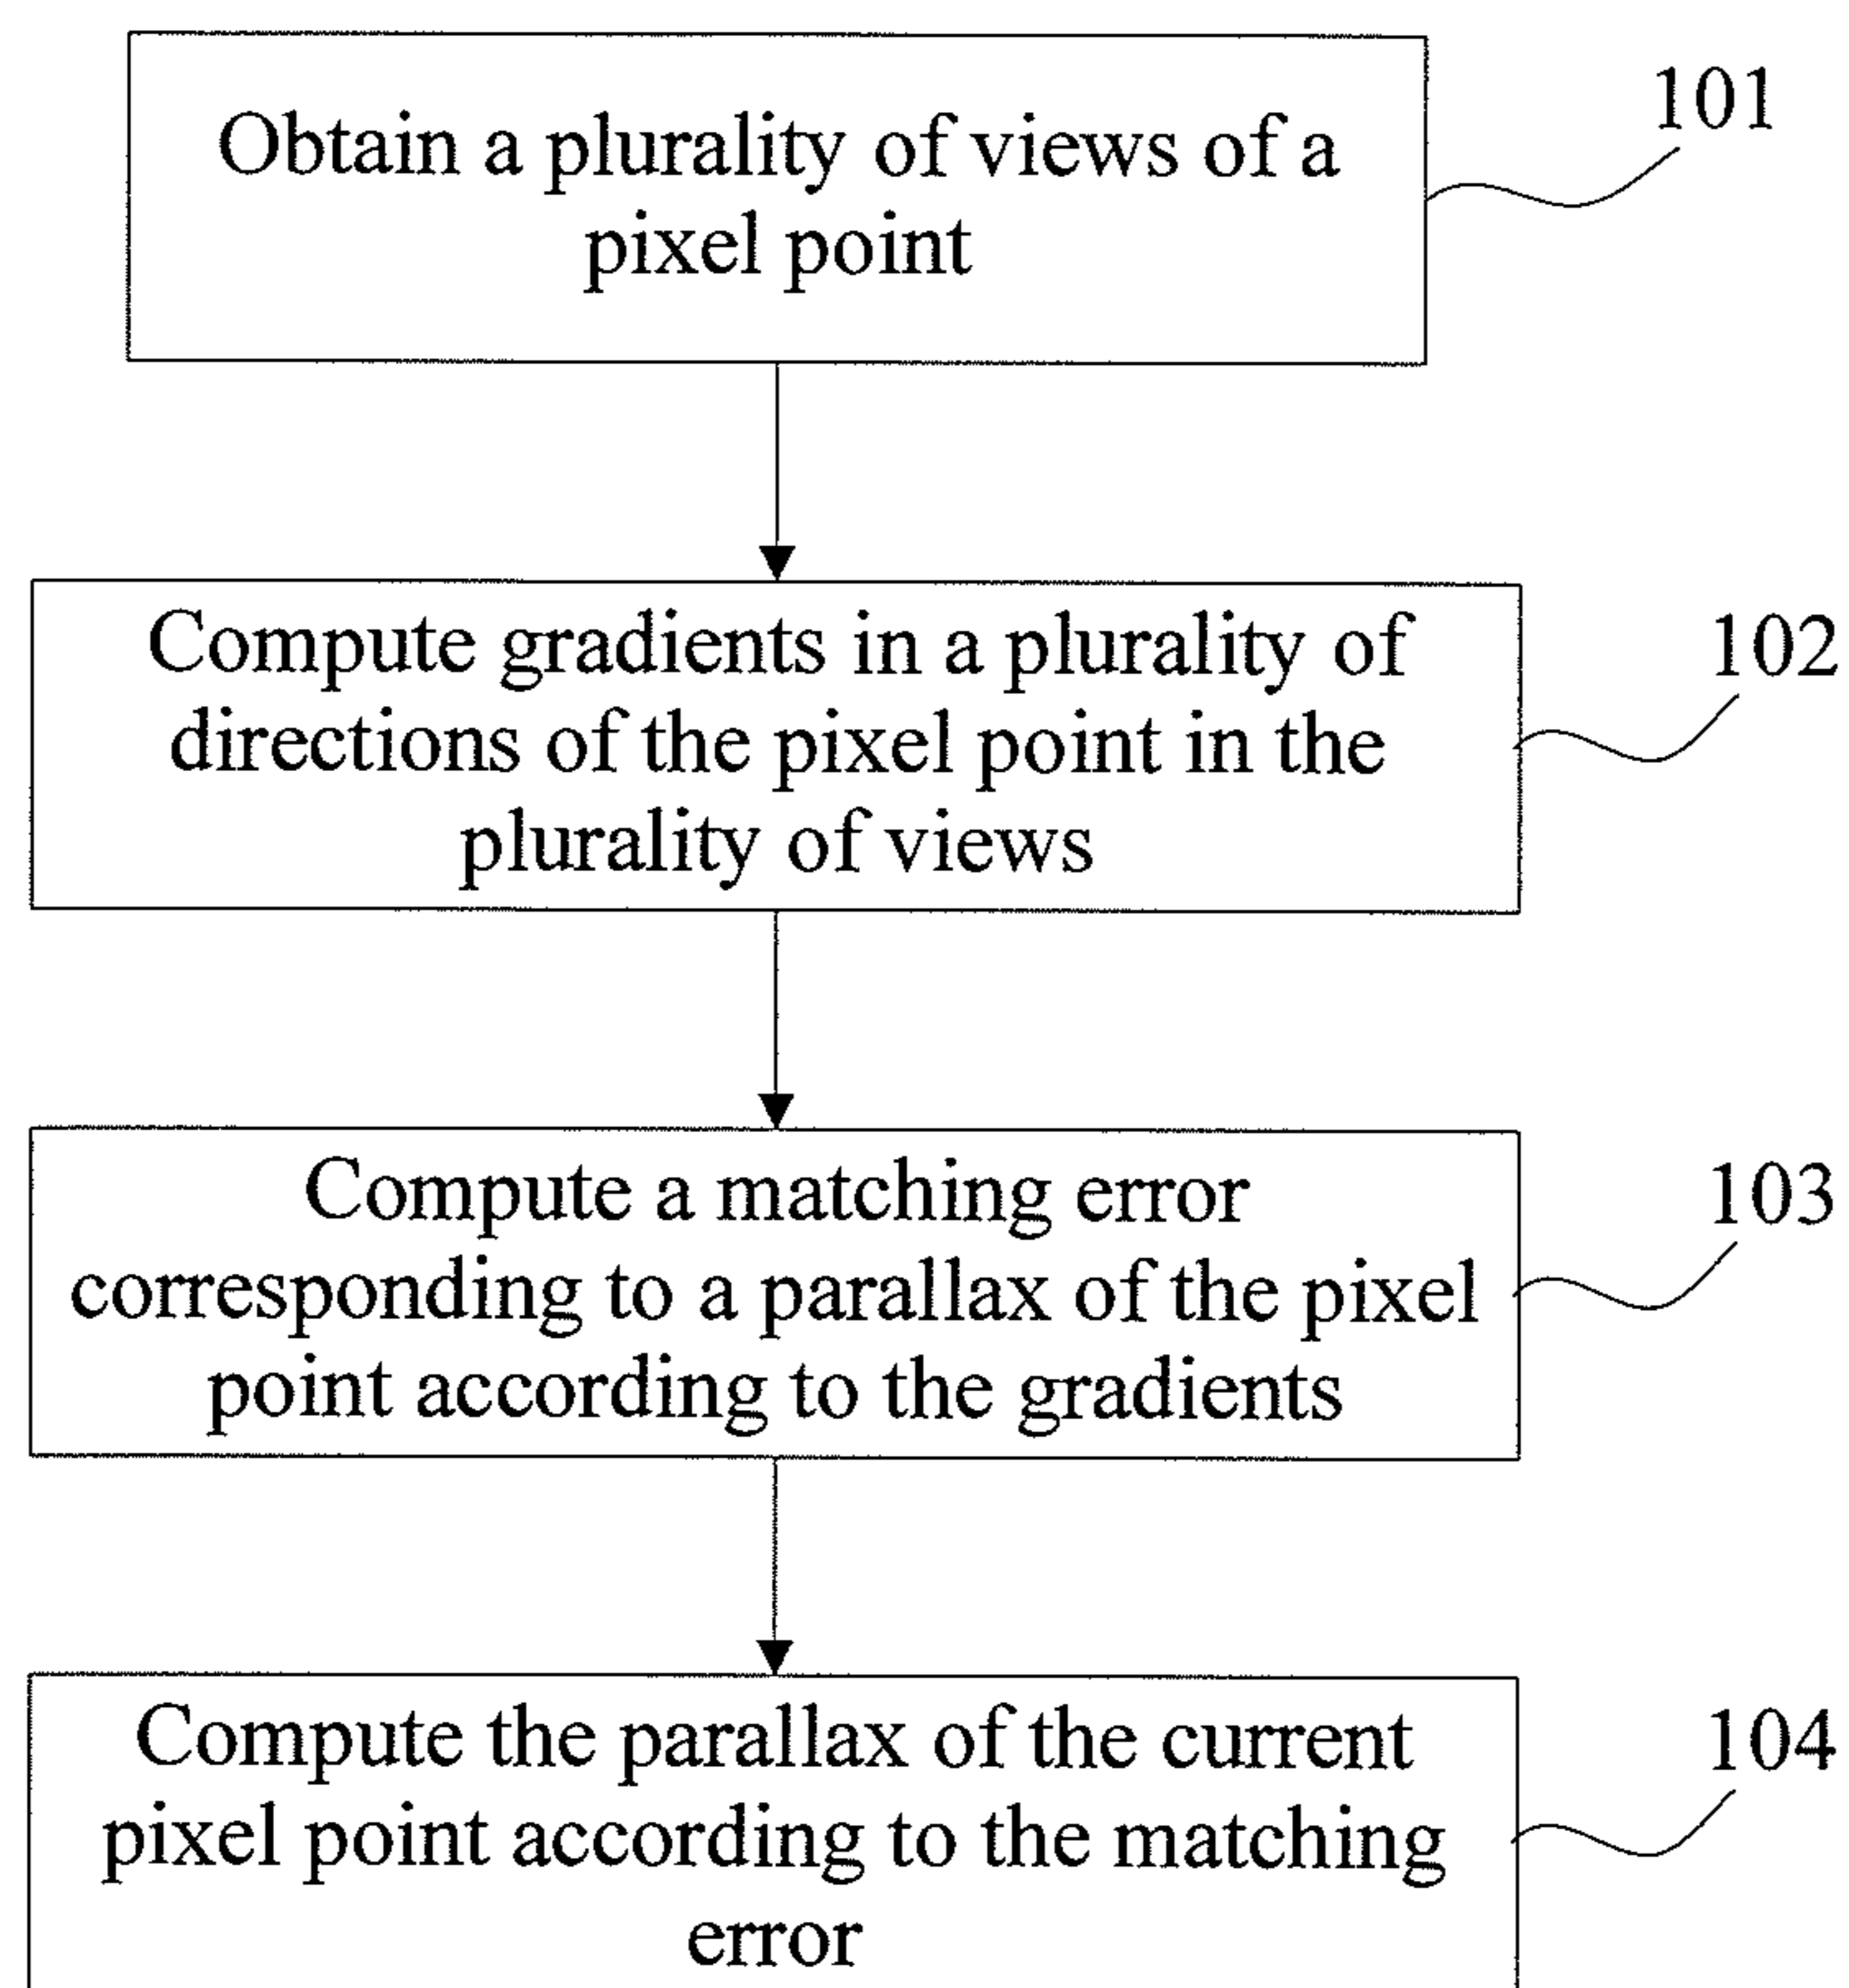 Obtain a plurality of views of a
pixel point
101
Compute gradients in a plurality of
directions of the pixel point in the
plurality of views
102
Compute a matching error
corresponding to a parallax of the pixel
point according to the gradients
103
Compute the parallax of the current
pixel point according to the matching
error
104